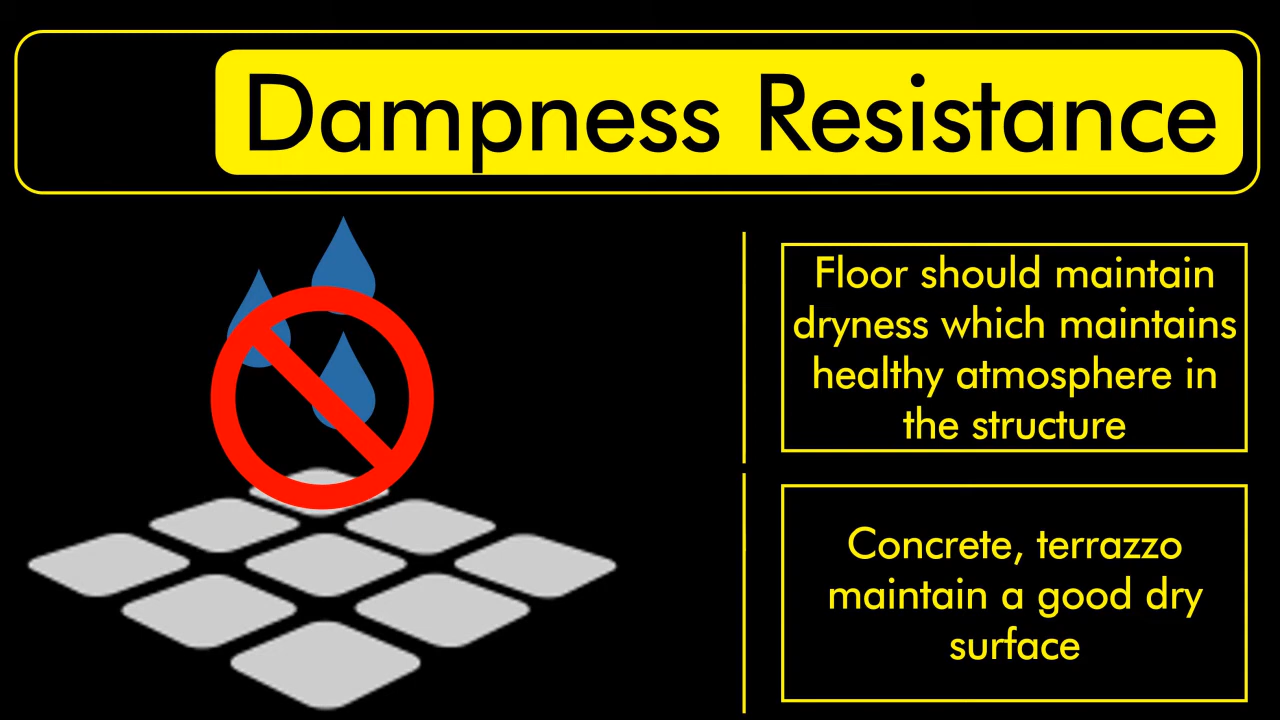 Dampness Resistance
Floor should maintain
dryness which maintains
healthy atmosphere in
the structure
Concrete, terrazzo
maintain a good dry
surface